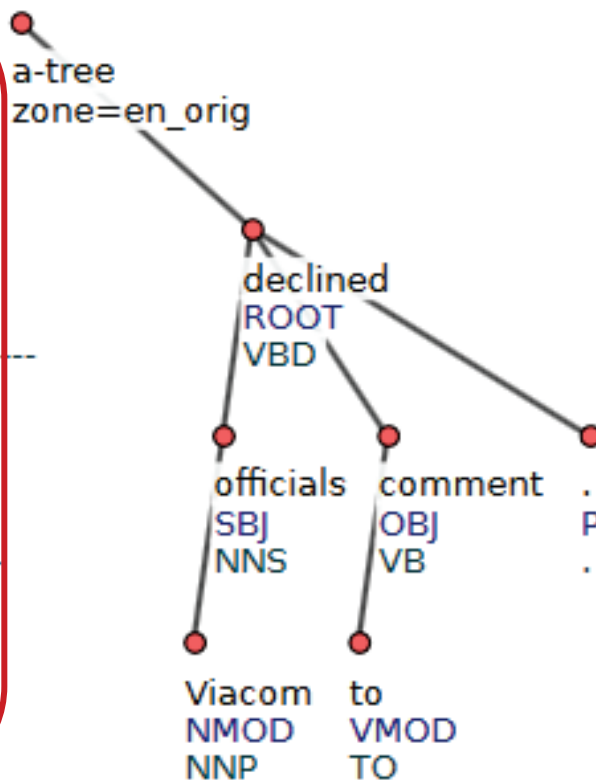 a-tree
zone=en_orig
declined
ROOT
VBD
officials
SBJ
NNS
comment
OBJ
VB
.
P
.
Viacom
NMOD
NNP
to
VMOD
TO